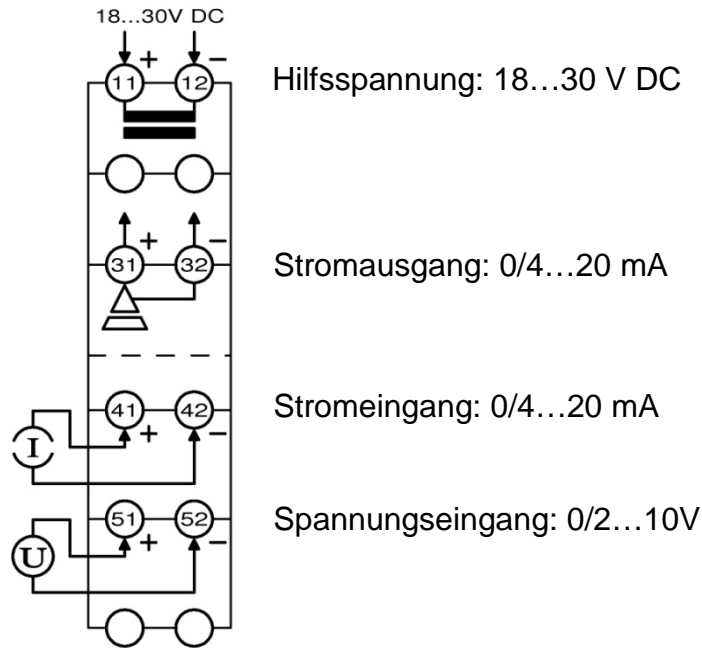 18...30V DC
+ −
11 12
Hilfsspannung: 18…30 V DC
+ −
31 32
Stromausgang: 0/4…20 mA
41 42
Stromeingang: 0/4…20 mA
+ −
I
51 52
Spannungseingang: 0/2…10V
+ −
U